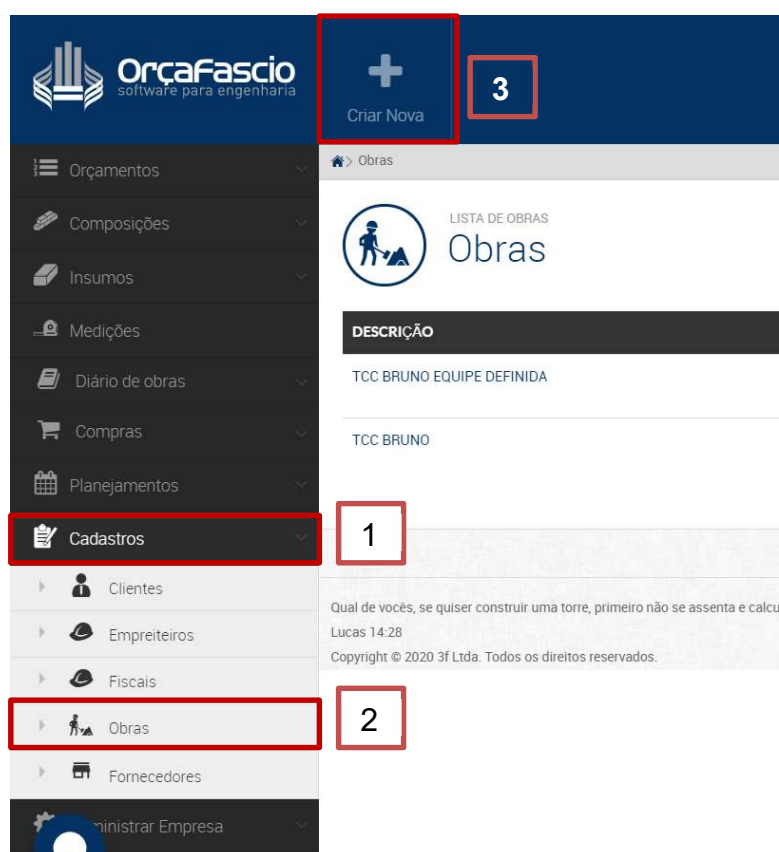 OrçaFascio
software para engenharia
Criar Nova
3
Orçamentos
Composições
Insumos
Medições
Diário de obras
Compras
Planejamentos
Cadastros
1
Clientes
Empreiteiros
Fiscais
Obras
2
Fornecedores
Empresa
> Obras
LISTA DE OBRAS
Obras
DESCRIÇÃO
TCC BRUNO EQUIPE DEFINIDA
TCC BRUNO
Qual de vocês, se quiser construir uma torre, primeiro não se assenta e
Lucas 14:28
Copyright © 2020 3f Ltda. Todos os direitos reservados.